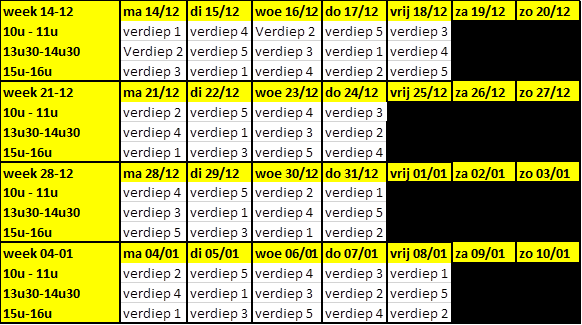 week 14-12 ma 14/12 di 15/12 woe 16/12 do 17/12 vrij 18/12 za 19/12 zo 20/12
10u - 11u verdiep 1 verdiep 4 Verdiep 2 verdiep 5 verdiep 3
13u30-14u30 Verdiep 2 verdiep 5 verdiep 3 verdiep 1 verdiep 4
15u-16u verdiep 3 verdiep 1 verdiep 4 verdiep 2 verdiep 5
week 21-12 ma 21/12 di 22/12 woe 23/12 do 24/12 vrij 25/12 za 26/12 zo 27/12
10u - 11u verdiep 2 verdiep 5 verdiep 4 verdiep 3
13u30-14u30 verdiep 4 verdiep 1 verdiep 3 verdiep 2
15u-16u verdiep 1 verdiep 3 verdiep 5 verdiep 4
week 28-12 ma 28/12 di 29/12 woe 30/12 do 31/12 vrij 01/01 za 02/01 zo 03/01
10u - 11u verdiep 4 verdiep 5 verdiep 2 verdiep 1
13u30-14u30 verdiep 3 verdiep 1 verdiep 4 verdiep 5
15u-16u verdiep 5 verdiep 3 verdiep 1 verdiep 2
week 04-01 ma 04/01 di 05/01 woe 06/01 do 07/01 vrij 08/01 za 09/01 zo 10/01
10u - 11u verdiep 2 verdiep 5 verdiep 4 verdiep 3 verdiep 1
13u30-14u30 verdiep 4 verdiep 1 verdiep 3 verdiep 2 verdiep 5
15u-16u verdiep 1 verdiep 3 verdiep 5 verdiep 4 verdiep 2